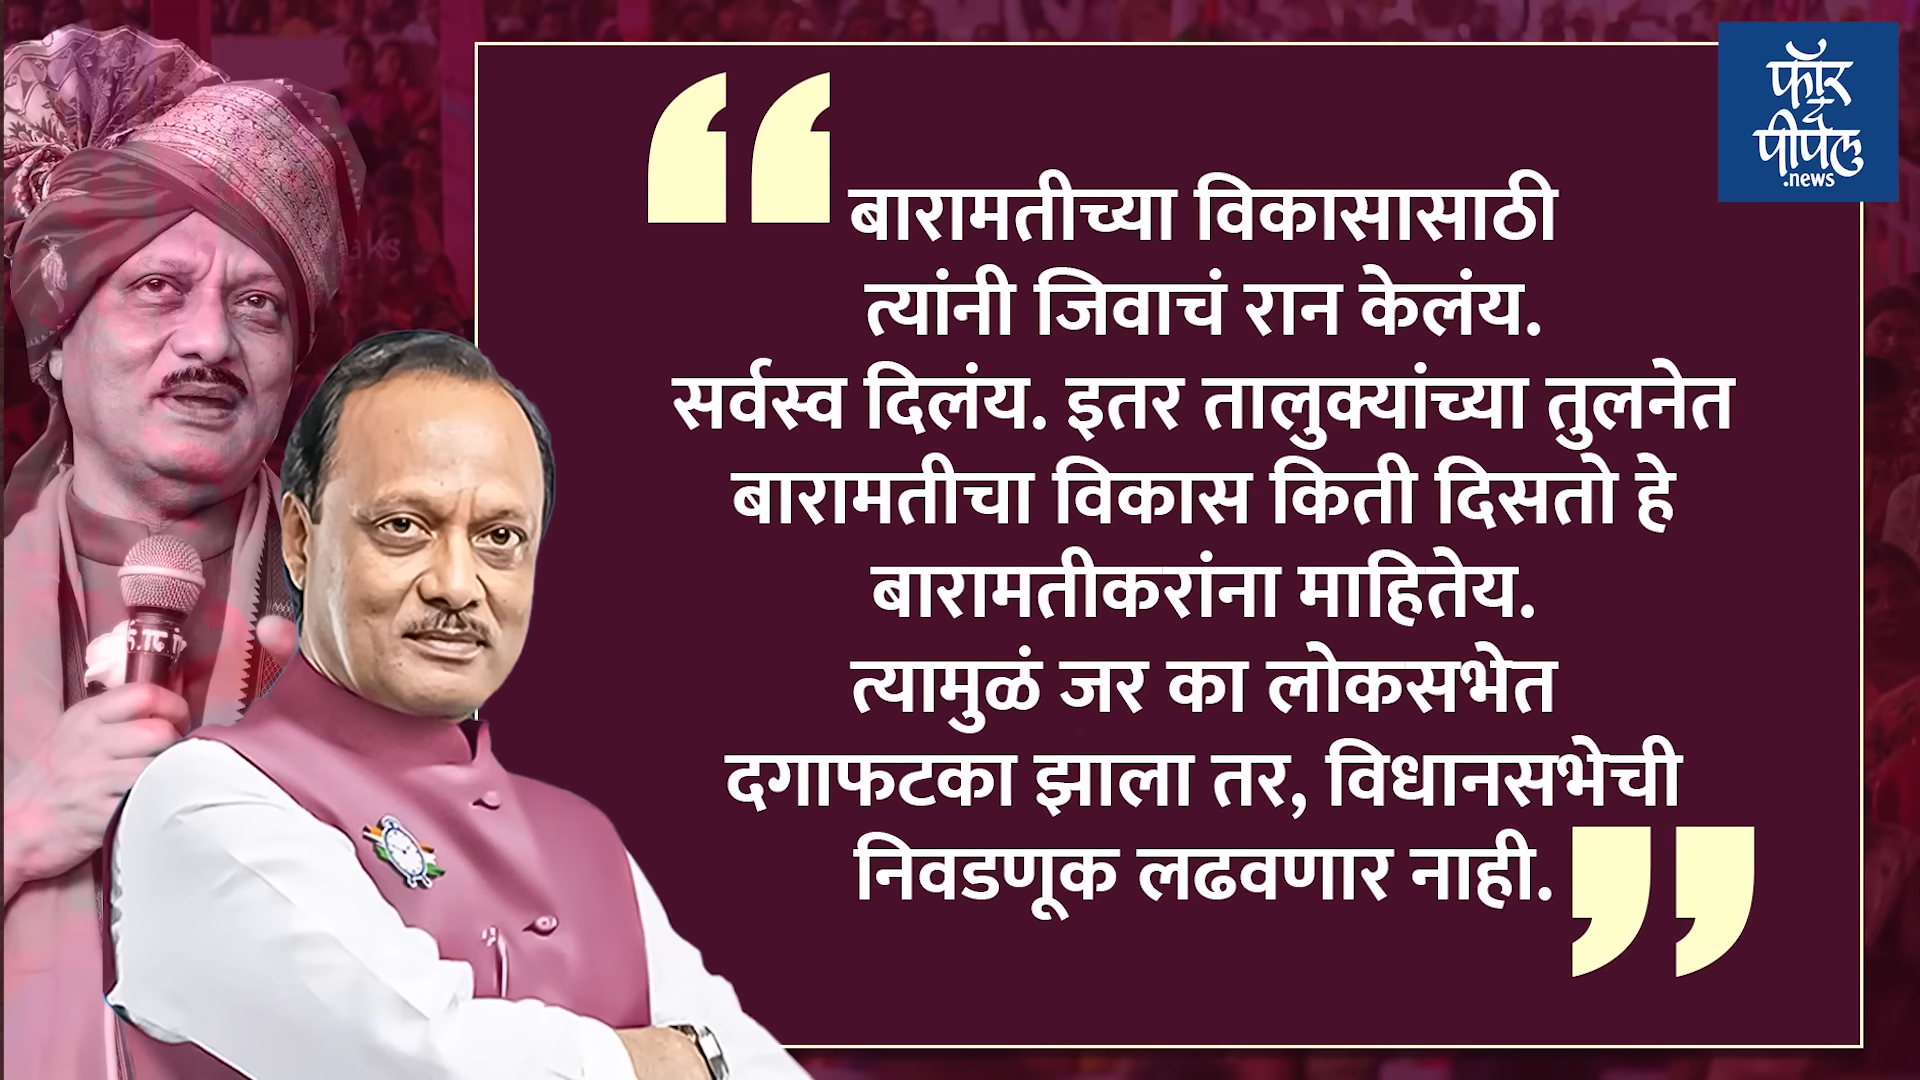 फॉर
द
पीपल
.news
“बारामतीच्या विकासासाठी
त्यांनी जिवाचं रान केलंय.
सर्वस्व दिलंय. इतर तालुक्यांच्या तुलनेत
बारामतीचा विकास किती दिसतो हे
बारामतीकरांना माहितेय.
त्यामुळं जर का लोकसभेत
दगाफटका झाला तर, विधानसभेची
निवडणूक लढवणार नाही.”